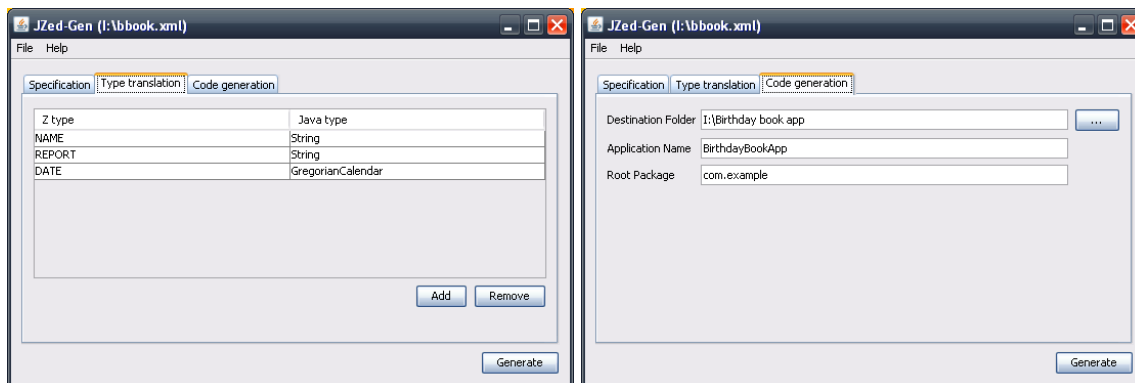 JZed-Gen (I:\bbook.xml)
File Help
Specification Type translation Code generation
Z type Java type
NAME String
REPORT String
DATE GregorianCalendar
Add Remove
Generate
JZed-Gen (I:\bbook.xml)
File Help
Specification Type translation Code generation
Destination Folder I:\Birthday book app ...
Application Name BirthdayBookApp
Root Package com.example
Generate